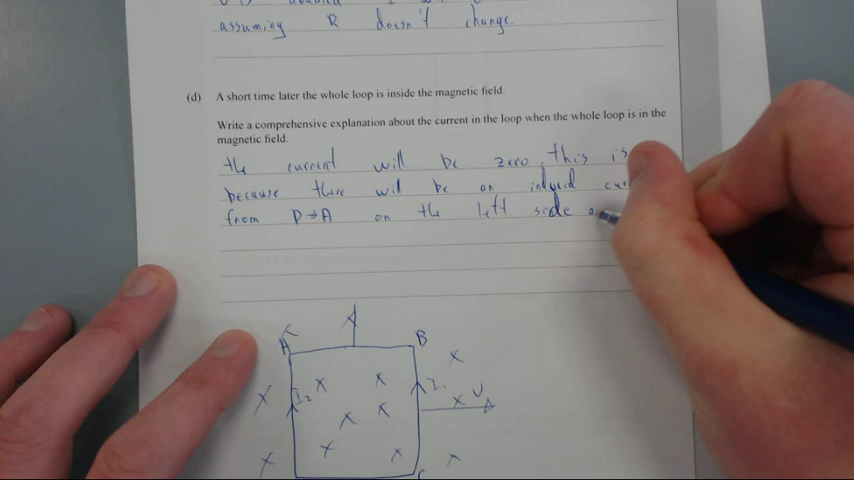 assuming R doesn't change.
(d) A short time later the whole loop is inside the magnetic field.
Write a comprehensive explanation about the current in the loop when the whole loop is in the
magnetic field.
the current will be zero, this is
because there will be an
from D→A on the left side
A B
X X X
X I₂ X X I. X V
X X
X X X X
C